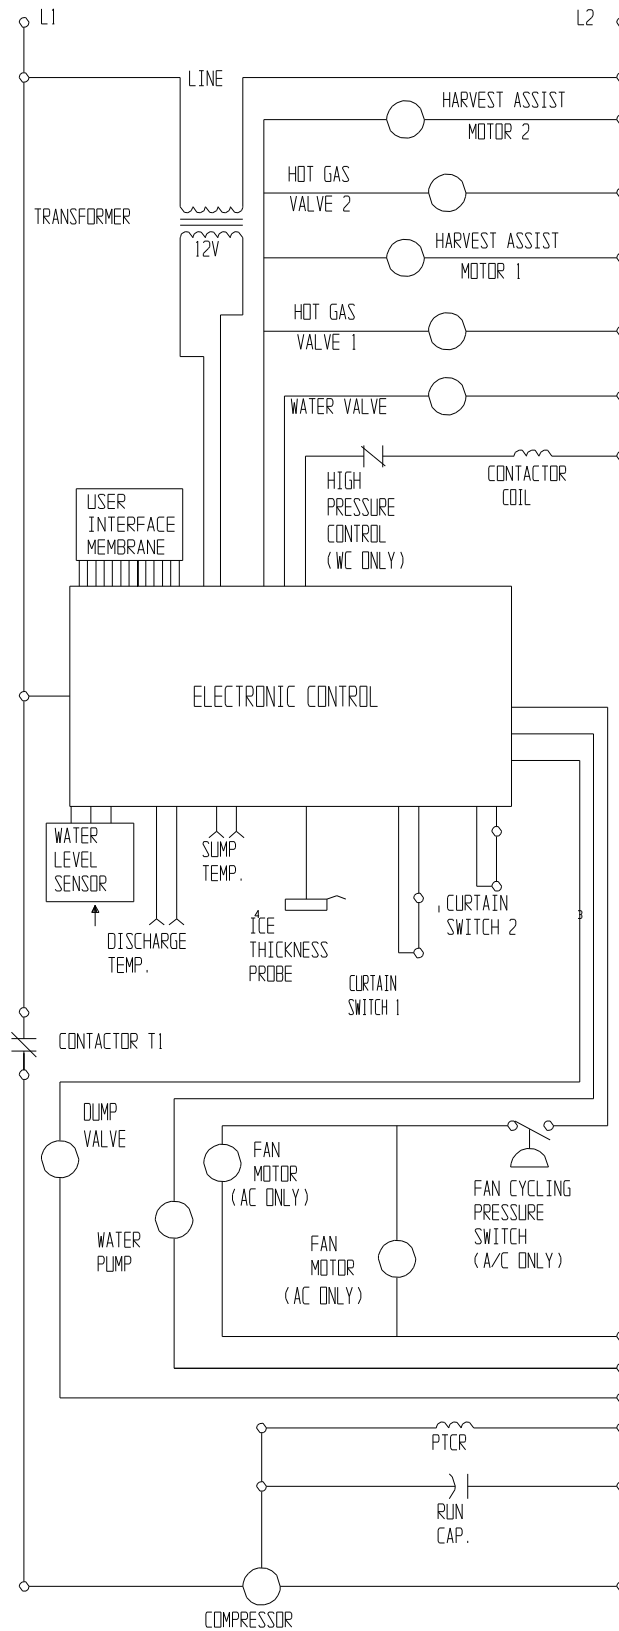 L1
L2
LINE
HARVEST ASSIST
MOTOR 2
HOT GAS
VALVE 2
TRANSFORMER
12V
HARVEST ASSIST
MOTOR 1
HOT GAS
VALVE 1
WATER VALVE
HIGH
PRESSURE
CONTROL
(WC ONLY)
CONTACTOR
COIL
USER
INTERFACE
MEMBRANE
ELECTRONIC CONTROL
WATER
LEVEL
SENSOR
SUMP
TEMP.
DISCHARGE
TEMP.
4
ICE
THICKNESS
PROBE
CURTAIN
SWITCH 1
CURTAIN
SWITCH 2
3
CONTACTOR T1
DUMP
VALVE
FAN
MOTOR
(AC ONLY)
WATER
PUMP
FAN
MOTOR
(AC ONLY)
FAN CYCLING
PRESSURE
SWITCH
(A/C ONLY)
PTCR
RUN
CAP.
COMPRESSOR